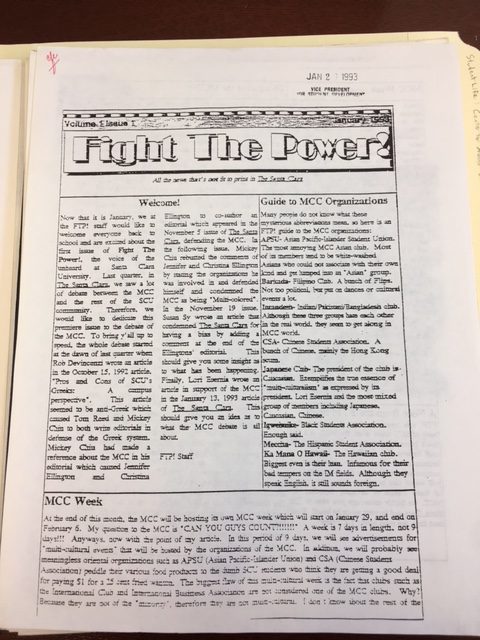 JAN 2 1993
VICE PRESIDENT
FOR STUDENT DEVELOPMENT
Volume 1 Issue 1
January 1993
Fight The Power?
All the news that's not fit to print in The Santa Clara
Welcome!
Now that it is January, we at
the FTP! staff would like to
welcome everyone back to
school and are excited about the
first issue of Fight The
Power!, the voice of the
unheard at Santa Clara
University. Last quarter, in
The Santa Clara, we saw a lot
of debate between the MCC
and the rest of the SCU
community. Therefore, we
would like to dedicate this
premiere issue to the debate of
the MCC. To bring y'all up to
speed, the whole debate started
at the dawn of last quarter when
Rob Devincenzi wrote an article
in the October 15, 1992 article.
"Pros and Cons of SCU's
Greeks: A campus
perspective". This article
seemed to be anti-Greek which
caused Tom Reed and Mickey
Chiu to both write editorials in
defense of the Greek system.
Mickey Chiu had made a
reference about the MCC in his
editorial which caused Jennifer
Ellington and Christina
Ellington to co-author an
editorial which appeared in the
November 5 issue of The Santa
Clara, defending the MCC. In
the following issue, Mickey
Chiu rebutted the comments of
Jennifer and Christina Ellington
by stating the organizations he
was involved in and defended
himself and condemned the
MCC as being "Multi-colored".
In the November 19 issue,
Susan Sy wrote an article that
condemned The Santa Clara for
having a bias by adding a
comment at the end of the
Ellingtons' editorial. This
should give you some insight as
to what has been happening.
Finally, Lori Esernia wrote an
article in support of the MCC
in the January 13, 1993 article
of The Santa Clara. This
should give you an idea as to
what the MCC debate is all
about.
FTP! Staff
Guide to MCC Organizations
Many people do not know what these
mysterious abbreviations mean, so here is an
FTP! guide to the MCC organizations:
APSU- Asian Pacific-Islander Student Union.
The most annoying MCC Asian club. Most
of its members tend to be white-washed
Asians who could not associate with their own
kind and get lumped into an "Asian" group.
Barkada- Filipino Club. A bunch of Flips.
Not too political, but put on dances or cultural
events a lot.
Indian/Pakistan/Bangladesh club.
Although these three groups hate each other
in the real world, they seem to get along in
MCC world.
CSA- Chinese Students Association. A
bunch of Chinese, mainly the Hong Kong
scum.
Japanese Club- The president of the club is
Caucasian. Exemplifies the true essence of
"multi-culturalism" as expressed by its
president, Lori Esernia and the most mixed
group of members including Japanese,
Caucasian, Chinese.
Igwebuike- Black Students Association.
Enough said.
Meccha- The Hispanic Student Association.
Ka Mana O Hawaii- The Hawaiian club.
Biggest even is their luau. Infamous for their
bad tempers on the IM fields. Although they
speak English, it still sounds foreign.
MCC Week
At the end of this month, the MCC will be hosting its own MCC week which will start on January 29, and end on
February 6. My question to the MCC is "CAN YOU GUYS COUNT?!!!!!!!" A week is 7 days in length, not 9
days!!! Anyways, now with the point of my article. In this period of 9 days, we will see advertisements for
"multi-cultural events" that will be hosted by the organizations of the MCC. In addition, we will probably see
meaningless oriented organizations such as APSU (Asian Pacific-Islander Union) and CSA (Chinese Students
Association) peddle their various food products to the dumb SCU students who think they are getting a good deal
for paying $1 for a 25 cent fried wonton. The biggest flaw of this multi-cultural week is the fact that clubs such as
the International Club and International Business Association are not considered one of the MCC clubs. Why?
Because they are not of the "minority", therefore they are not multi-cultural. I don't know about the rest of the